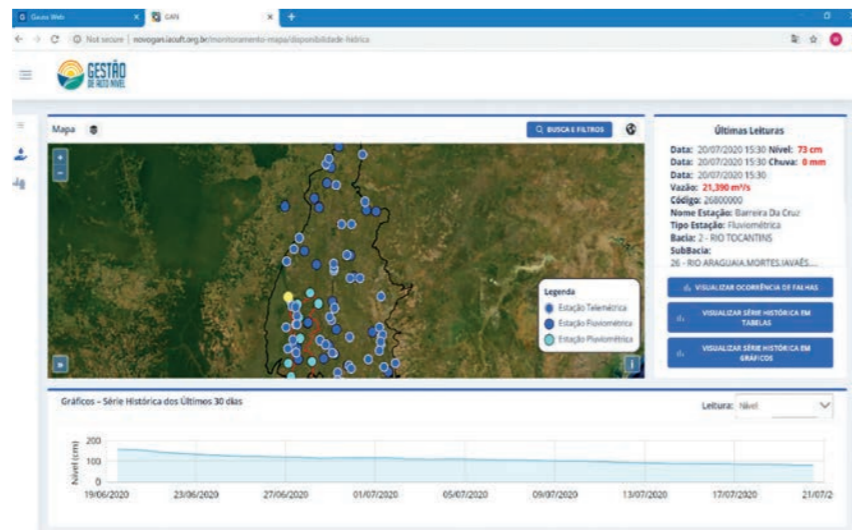 Gauss Web
GAN
Not secure | novogan.iacuft.org.br/monitoramento-mapa/disponibilidade-hidrica
GESTÃO
DE ALTO NÍVEL
Mapa
BUSCA E FILTROS
Legenda
Estação Telemétrica
Estação Fluviométrica
Estação Pluviométrica
Últimas Leituras
Data: 20/07/2020 15:30 Nível: 73 cm
Data: 20/07/2020 15:30 Chuva: 0 mm
Data: 20/07/2020 15:30
Vazão: 21,390 m³/s
Código: 26800000
Nome Estação: Barreira Da Cruz
Tipo Estação: Fluviométrica
Bacia: 2 - RIO TOCANTINS
SubBacia:
26 - RIO ARAGUAIA,MORTES,JAVAÉS,...
VISUALIZAR OCORRÊNCIA DE FALHAS
VISUALIZAR SÉRIE HISTÓRICA EM
TABELAS
VISUALIZAR SÉRIE HISTÓRICA EM
GRÁFICOS
Gráficos - Série Histórica dos Últimos 30 dias
Leitura: Nível
Nível (cm)
200
100
0
19/06/2020 23/06/2020 27/06/2020 01/07/2020 05/07/2020 09/07/2020 13/07/2020 17/07/2020 21/07/2